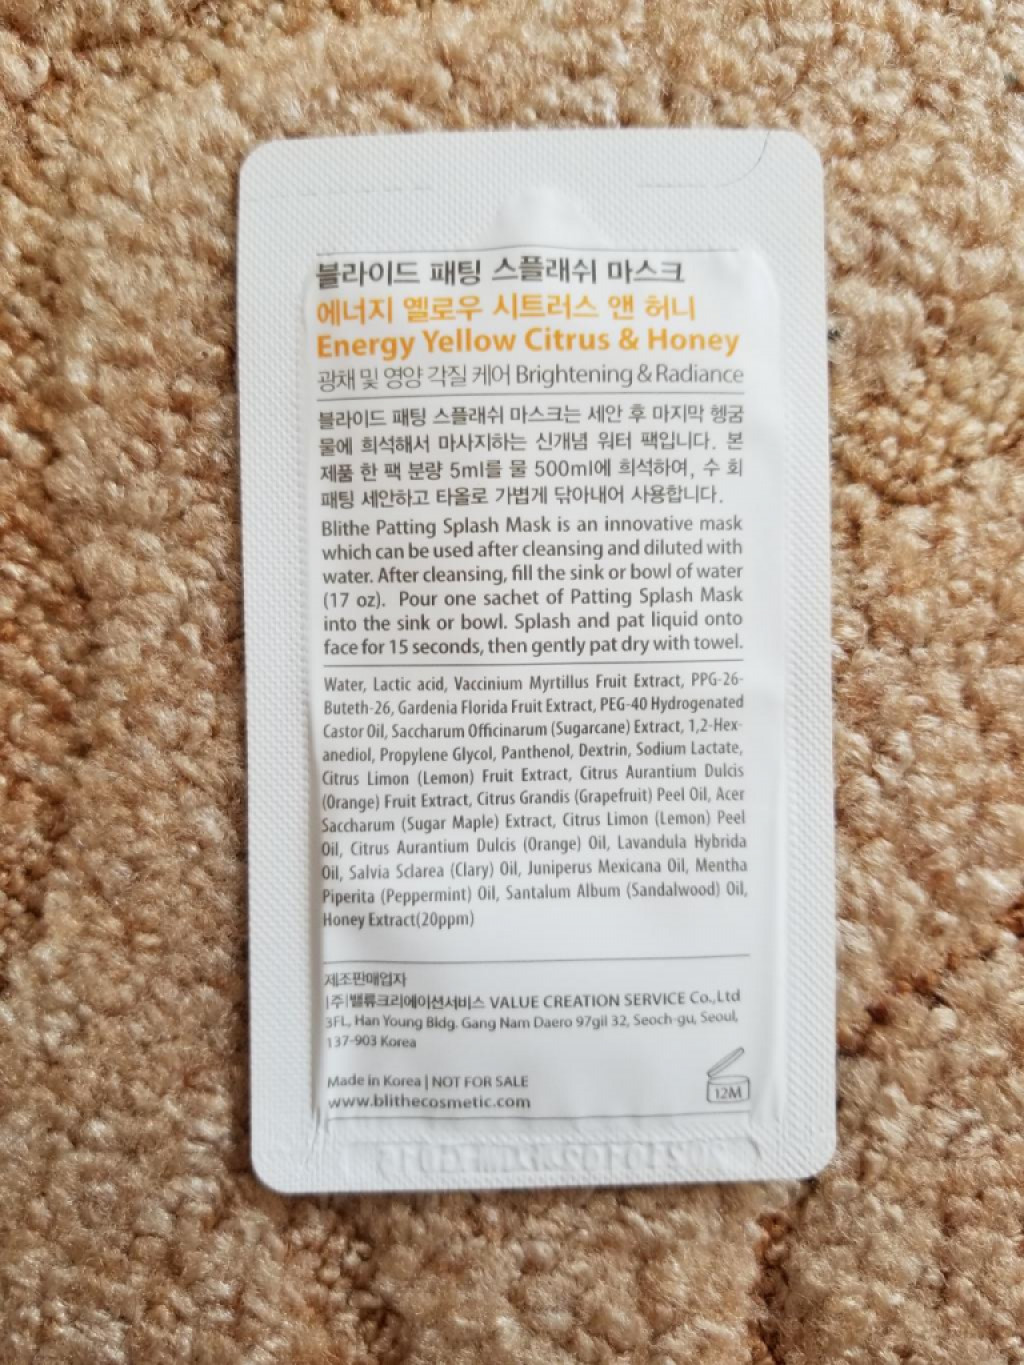 블라이드 패팅 스플래쉬 마스크
에너지 옐로우 시트러스 앤 허니
Energy Yellow Citrus & Honey
광채 및 영양 각질 케어 Brightening & Radiance
블라이드 패팅 스플래쉬 마스크는 세안 후 마지막 헹굼
물에 희석해서 마사지하는 신개념 워터 팩입니다. 본
제품 한 팩 분량 5ml를 물 500ml에 희석하여, 수 회
패팅 세안하고 타올로 가볍게 닦아내어 사용합니다.
Blithe Patting Splash Mask is an innovative mask
which can be used after cleansing and diluted with
water. After cleansing, fill the sink or bowl of water
(17 oz). Pour one sachet of Patting Splash Mask
into the sink or bowl. Splash and pat liquid onto
face for 15 seconds, then gently pat dry with towel.
Water, Lactic acid, Vaccinium Myrtillus Fruit Extract, PPG-26-
Buteth-26, Gardenia Florida Fruit Extract, PEG-40 Hydrogenated
Castor Oil, Saccharum Officinarum (Sugarcane) Extract, 1,2-Hex-
anediol, Propylene Glycol, Panthenol, Dextrin, Sodium Lactate,
Citrus Limon (Lemon) Fruit Extract, Citrus Aurantium Dulcis
(Orange) Fruit Extract, Citrus Grandis (Grapefruit) Peel Oil, Acer
Saccharum (Sugar Maple) Extract, Citrus Limon (Lemon) Peel
Oil, Citrus Aurantium Dulcis (Orange) Oil, Lavandula Hybrida
Oil, Salvia Sclarea (Clary) Oil, Juniperus Mexicana Oil, Mentha
Piperita (Peppermint) Oil, Santalum Album (Sandalwood) Oil,
Honey Extract(20ppm)
제조판매업자
|주|밸류크리에이션서비스 VALUE CREATION SERVICE Co.,Ltd
3FL, Han Young Bldg. Gang Nam Daero 97gil 32, Seoch-gu, Seoul,
137-903 Korea
Made in Korea | NOT FOR SALE
www.blithecosmetic.com
12M